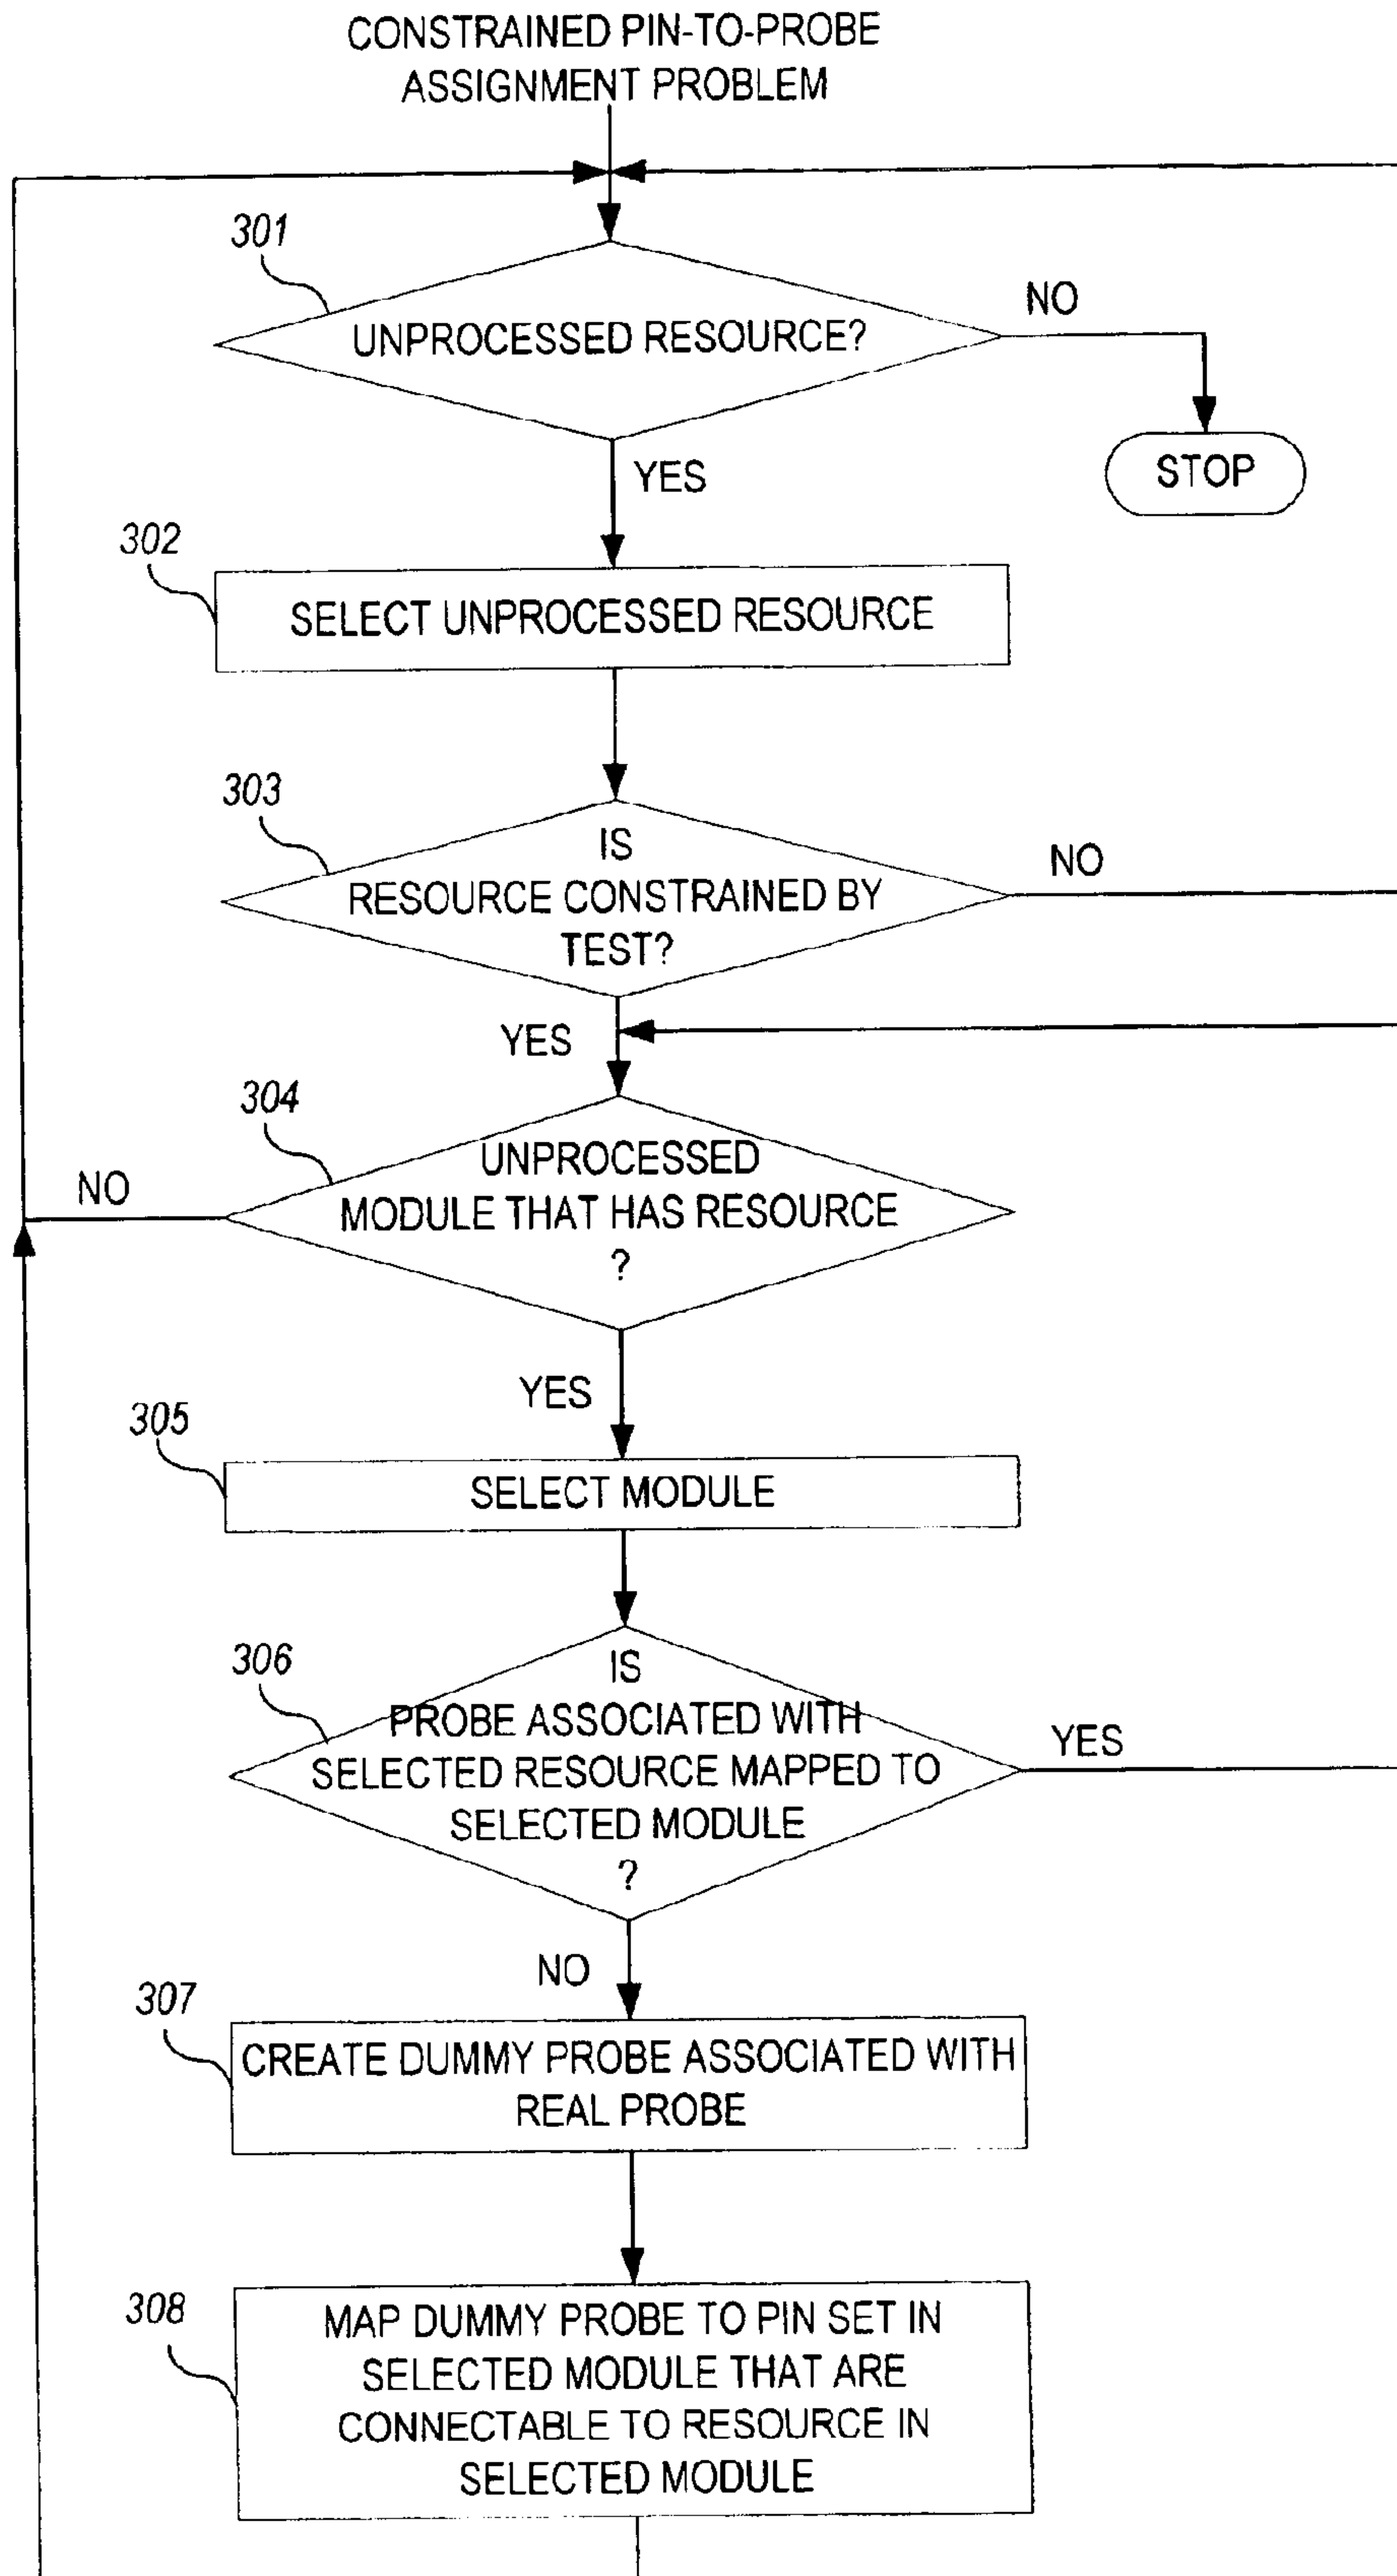 CONSTRAINED PIN-TO-PROBE
ASSIGNMENT PROBLEM
301
UNPROCESSED RESOURCE?
NO
STOP
YES
302
SELECT UNPROCESSED RESOURCE
303
IS
RESOURCE CONSTRAINED BY
TEST?
NO
YES
304
UNPROCESSED
MODULE THAT HAS RESOURCE
?
NO
YES
305
SELECT MODULE
306
IS
PROBE ASSOCIATED WITH
SELECTED RESOURCE MAPPED TO
SELECTED MODULE
?
YES
NO
307
CREATE DUMMY PROBE ASSOCIATED WITH
REAL PROBE
308
MAP DUMMY PROBE TO PIN SET IN
SELECTED MODULE THAT ARE
CONNECTABLE TO RESOURCE IN
SELECTED MODULE